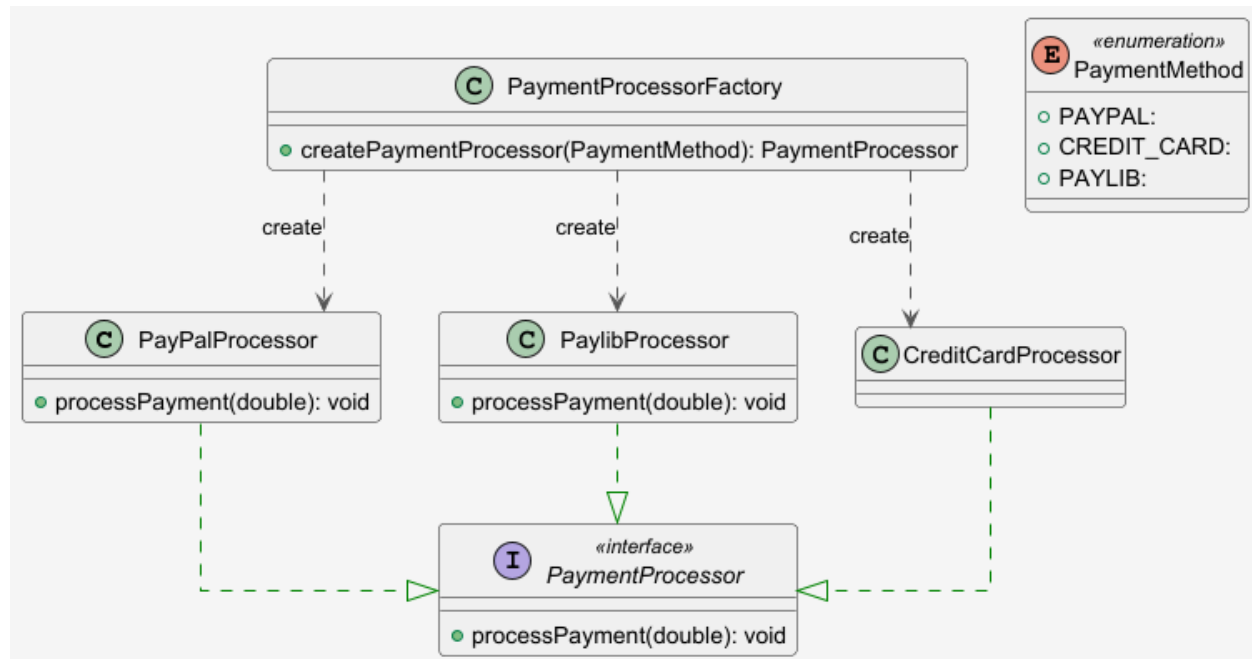 «enumeration»
E PaymentMethod
PAYPAL:
CREDIT_CARD:
PAYLIB:
C PaymentProcessorFactory
createPaymentProcessor(PaymentMethod): PaymentProcessor
create
create
create
C PayPalProcessor
processPayment(double): void
C PaylibProcessor
processPayment(double): void
C CreditCardProcessor
«interface»
I PaymentProcessor
processPayment(double): void